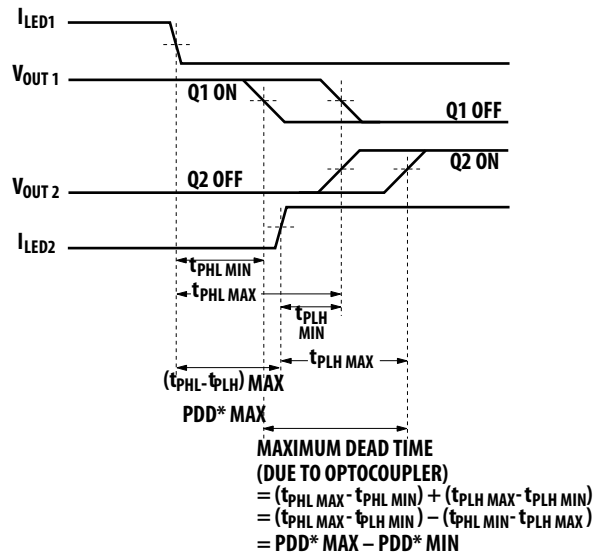 ILED1
VOUT 1
Q1 ON
Q1 OFF
Q2 OFF
Q2 ON
VOUT 2
ILED2
tPHL MIN
tPHL MAX
tPLH
MIN
tPLH MAX
(tPHL-tPLH) MAX
PDD* MAX
MAXIMUM DEAD TIME
(DUE TO OPTOCOUPLER)
= (tPHL MAX - tPHL MIN) + (tPLH MAX - tPLH MIN)
= (tPHL MAX - tPLH MIN) – (tPHL MIN - tPLH MAX)
= PDD* MAX – PDD* MIN